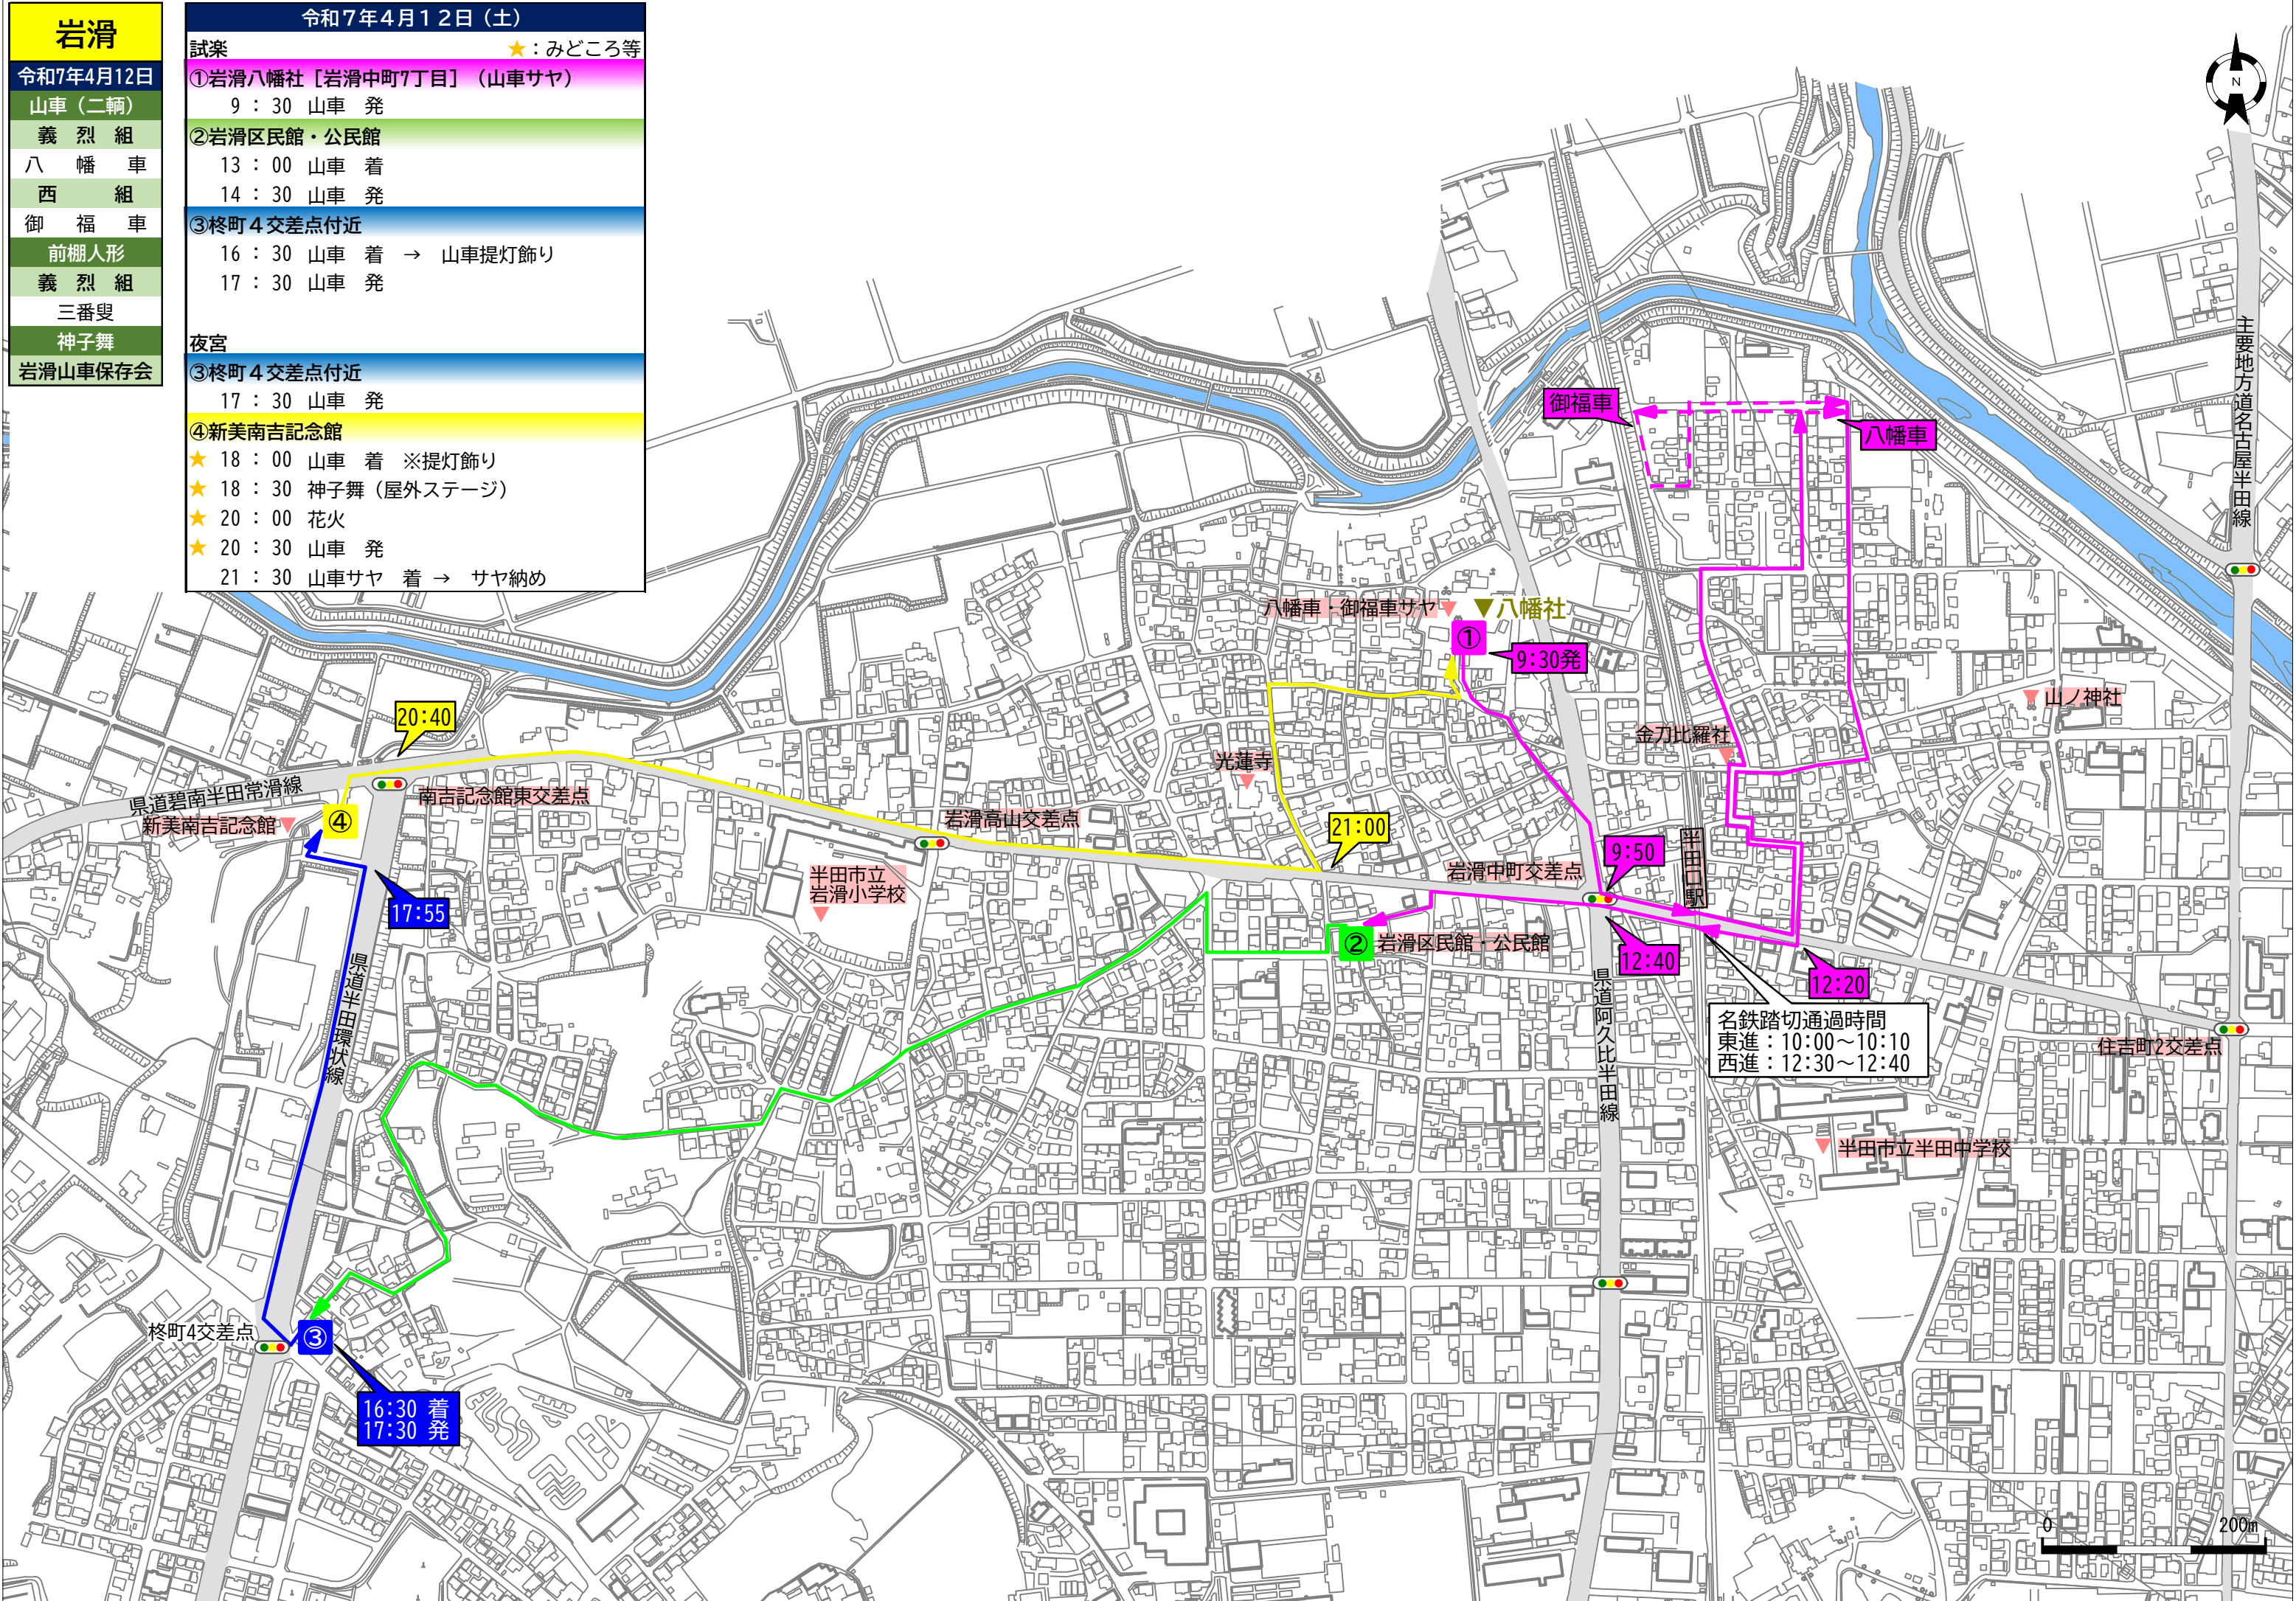 岩滑
令和7年4月12日
山車（二輌）
義烈組
八幡車
西組
御福車
前棚人形
義烈組
三番叟
神子舞
岩滑山車保存会
令和７年４月１２日（土）
試楽 ★：みどころ等
①岩滑八幡社［岩滑中町7丁目］（山車サヤ）
9：30 山車 発
②岩滑区民館・公民館
13：00 山車 着
14：30 山車 発
③柊町４交差点付近
16：30 山車 着 → 山車提灯飾り
17：30 山車 発
夜宮
③柊町４交差点付近
17：30 山車 発
④新美南吉記念館
★ 18：00 山車 着 ※提灯飾り
★ 18：30 神子舞（屋外ステージ）
★ 20：00 花火
★ 20：30 山車 発
21：30 山車サヤ 着 → サヤ納め
N
主要地方道名古屋半田線
御福車
八幡車
八幡車・御福車サヤ
八幡社
①
9:30発
山ノ神社
金刀比羅社
20:40
光蓮寺
県道碧南半田常滑線
南吉記念館東交差点
新美南吉記念館
④
岩滑高山交差点
21:00
半田市立
岩滑小学校
岩滑中町交差点
9:50
半田口駅
17:55
②
岩滑区民館・公民館
12:40
12:20
県道半田環状線
県道阿久比半田線
名鉄踏切通過時間
東進：10:00～10:10
西進：12:30～12:40
住吉町2交差点
半田市立半田中学校
柊町4交差点
③
16:30 着
17:30 発
0 200m